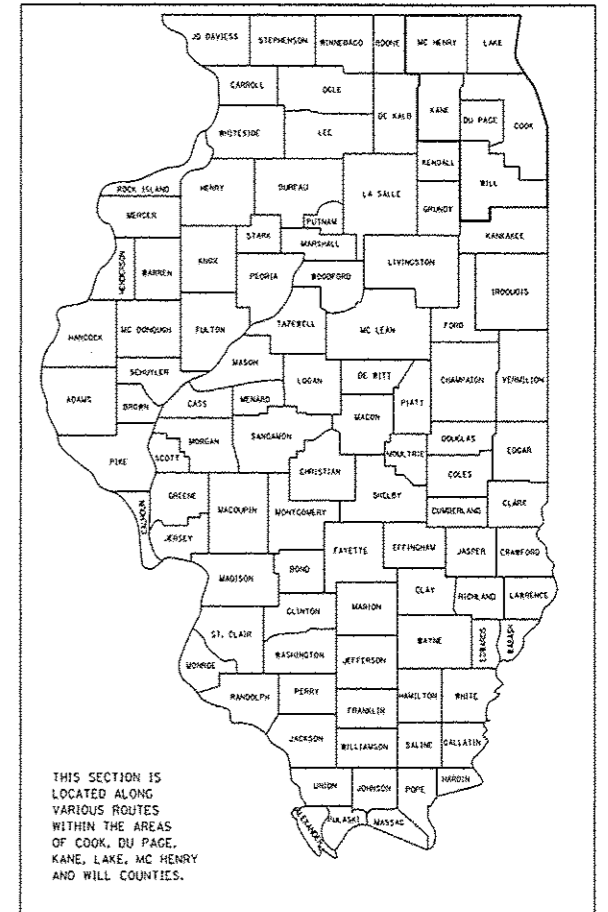 JO DAVIESS STEPHENSON WINNEBAGO BOONE MC HENRY LAKE
CARROLL OGLE DE KALB KANE DU PAGE COOK
WHITESIDE LEE
KENDALL WILL
ROCK ISLAND HENRY BUREAU LA SALLE GRUNDY
MERCER PUTNAM
STARK MARSHALL KANKAKEE
HENDERSON WARREN KNOX PEORIA WOODFORD LIVINGSTON IROQUOIS
HANCOCK MC DONOUGH FULTON TAZEWELL MC LEAN FORD
MASON
SCHUYLER LOGAN DE WITT CHAMPAIGN VERMILION
ADAMS BROWN CASS MENARD MACON PIATT
MORGAN SANGAMON DOUGLAS EDGAR
PIKE SCOTT CHRISTIAN MOULTRIE COLES
GREENE MACOUPIN MONTGOMERY SHELBY CUMBERLAND CLARK
CALHOUN JERSEY
FAYETTE EFFINGHAM JASPER CRAWFORD
MADISON BOND
CLAY RICHLAND LAWRENCE
CLINTON MARION
ST. CLAIR WASHINGTON WAYNE EDWARDS WABASH
MONROE JEFFERSON
RANDOLPH PERRY HAMILTON WHITE
FRANKLIN
JACKSON WILLIAMSON SALINE GALLATIN
UNION JOHNSON POPE HARDIN
ALEXANDER PULASKI MASSAC
THIS SECTION IS
LOCATED ALONG
VARIOUS ROUTES
WITHIN THE AREAS
OF COOK, DU PAGE,
KANE, LAKE, MC HENRY
AND WILL COUNTIES.